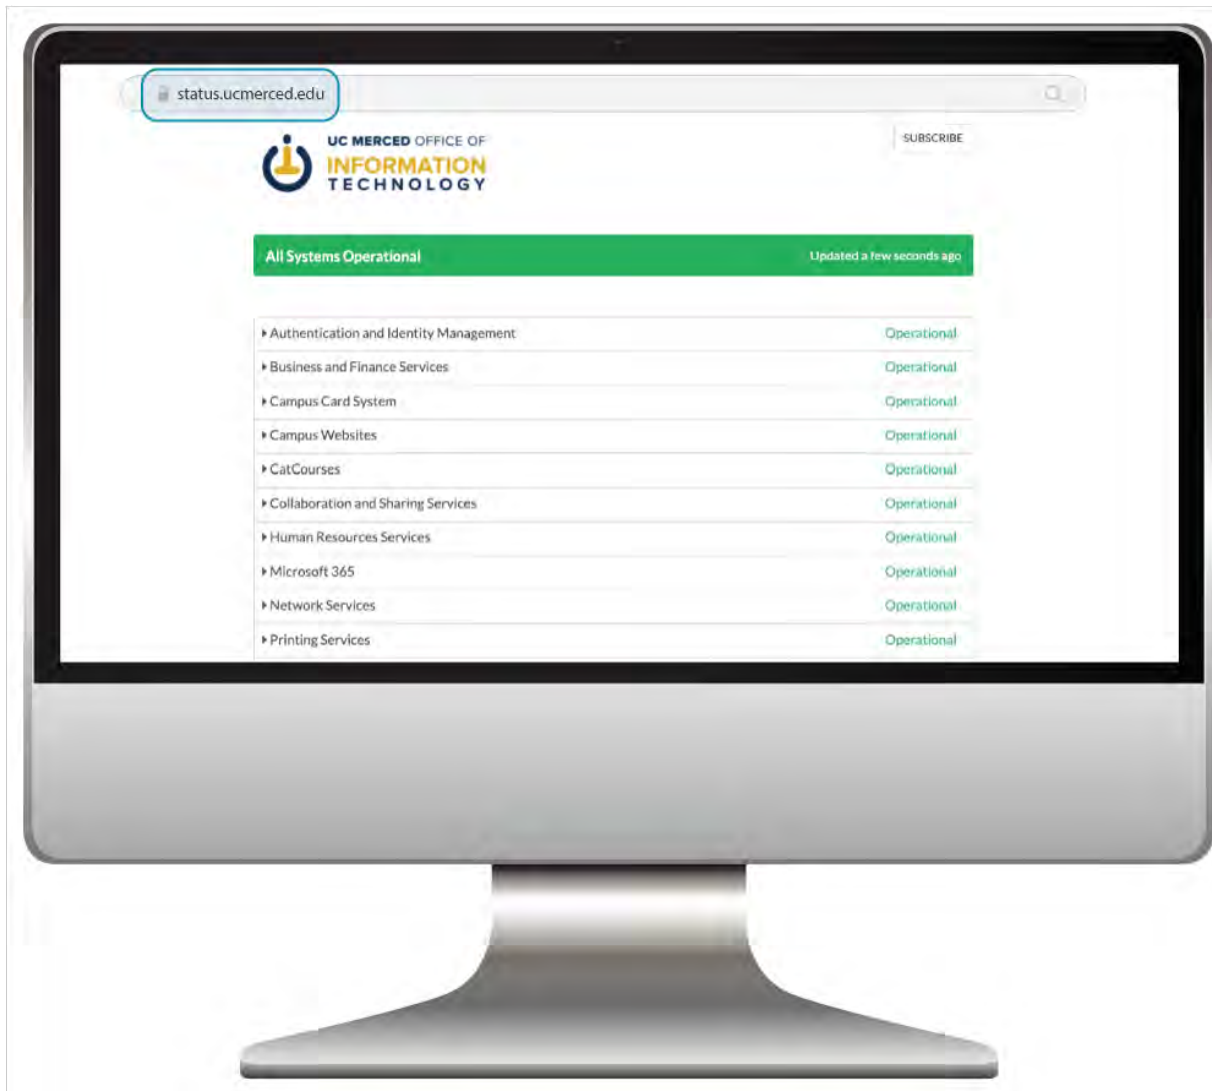 status.ucmerced.edu
UC MERCED OFFICE OF
INFORMATION
TECHNOLOGY
SUBSCRIBE
All Systems Operational Updated a few seconds ago
Authentication and Identity Management Operational
Business and Finance Services Operational
Campus Card System Operational
Campus Websites Operational
CatCourses Operational
Collaboration and Sharing Services Operational
Human Resources Services Operational
Microsoft 365 Operational
Network Services Operational
Printing Services Operational